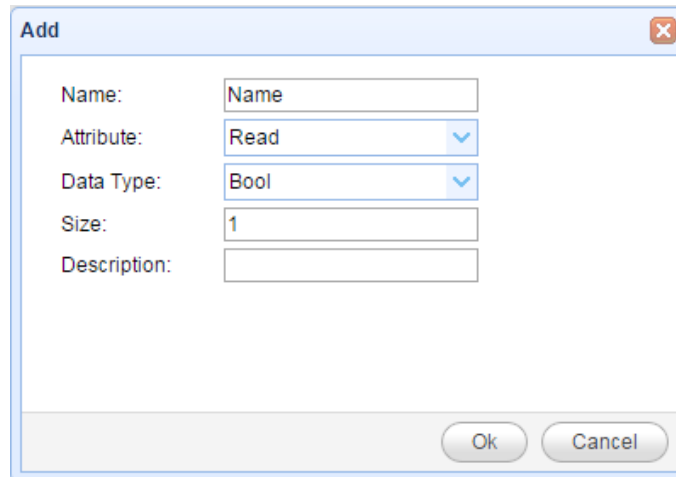 Add
Name: Name
Attribute: Read
Data Type: Bool
Size: 1
Description:
Ok Cancel